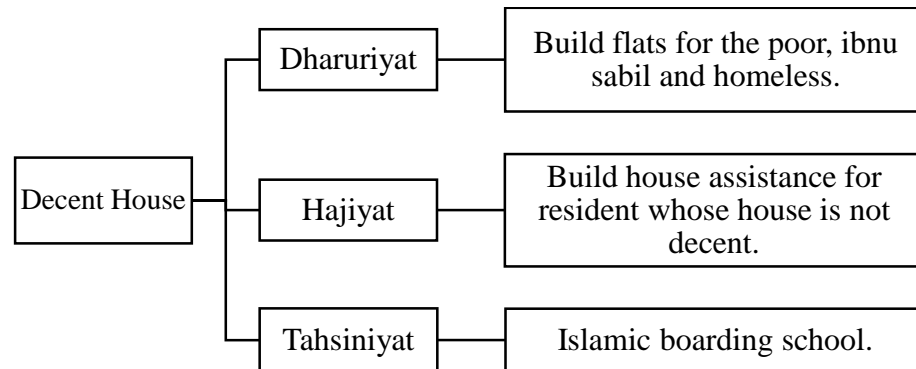 Decent House
Dharuriyat
Build flats for the poor, ibnu
sabil and homeless.
Hajiyat
Build house assistance for
resident whose house is not
decent.
Tahsiniyat
Islamic boarding school.